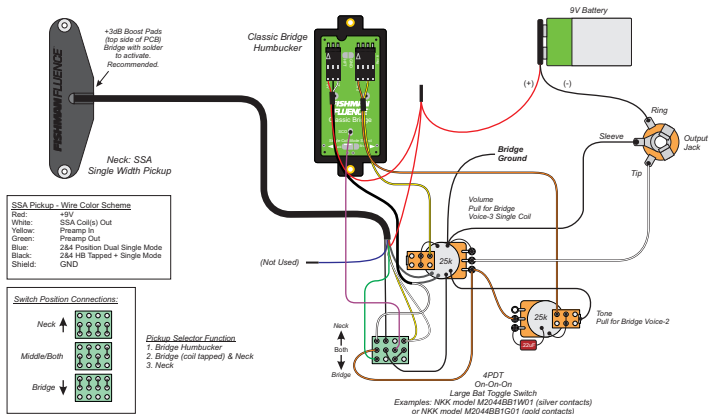 9V Battery
Classic Bridge
Humbucker
+3dB Boost Pads
(top side of PCB)
Bridge with solder
to activate.
Recommended.
FISHMAN FLUENCE
(+)
(-)
Ring
FISHMAN
FLUENCE
Classic Bridge
Sleeve
Output
Jack
Tip
Bridge
Ground
Neck: SSA
Single Width Pickup
SSA Pickup - Wire Color Scheme
Red: +9V
White: SSA Coil(s) Out
Yellow: Preamp In
Green: Preamp Out
Blue: 2&4 Position Dual Single Mode
Black: 2&4 HB Tapped + Single Mode
Shield: GND
Volume
Pull for Bridge
Voice-3 Single Coil
(Not Used)
25k
Switch Position Connections:
Neck
Middle/Both
Bridge
Pickup Selector Function
1. Bridge Humbucker
2. Bridge (coil tapped) & Neck
3. Neck
Neck
Both
Bridge
25k
.22uF
Tone
Pull for Bridge Voice-2
4PDT
On-On-On
Large Bat Toggle Switch
Examples: NKK model M2044BB1W01 (silver contacts)
or NKK model M2044BB1G01 (gold contacts)